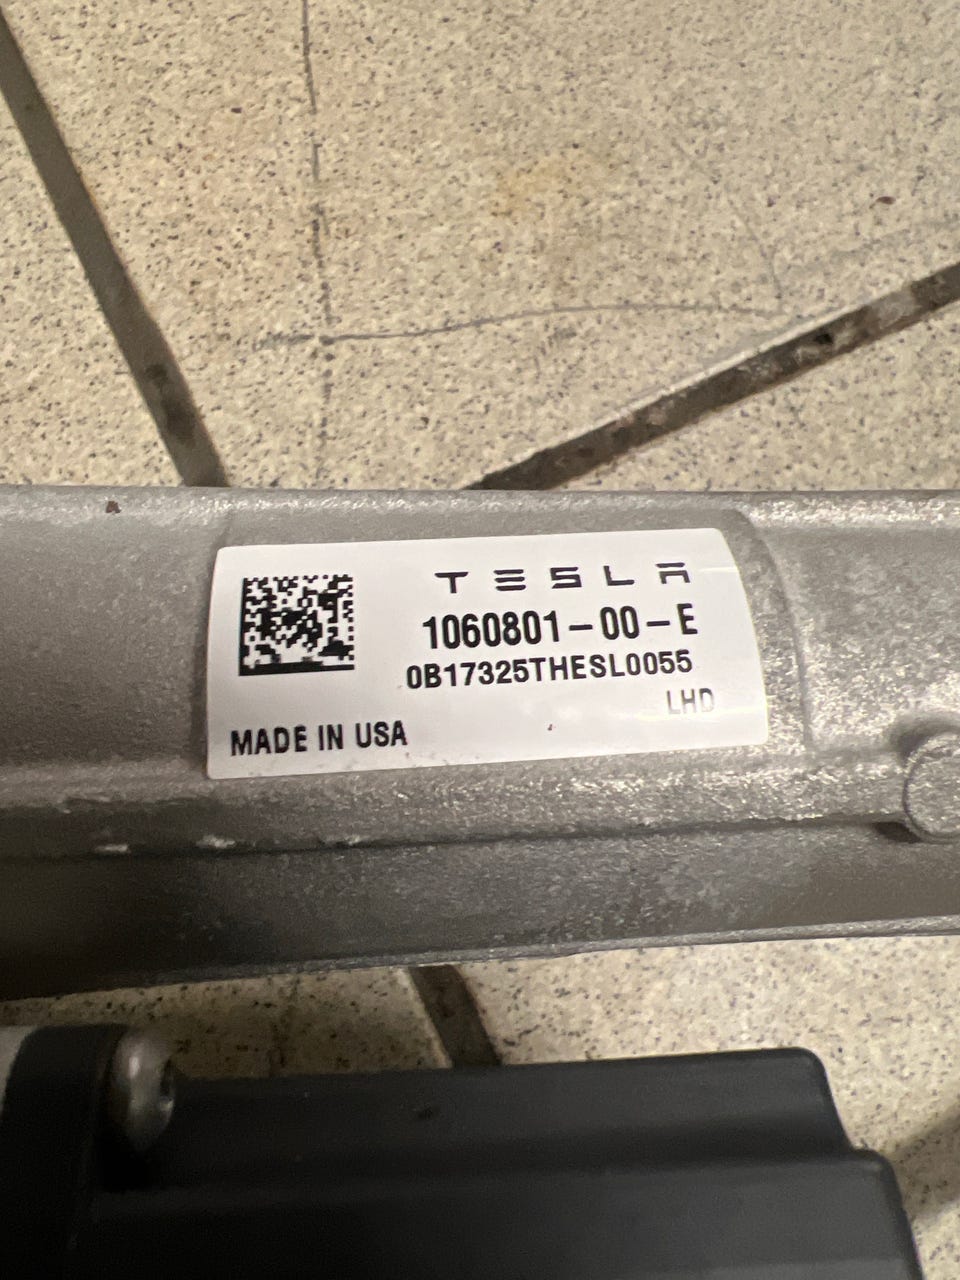 TESLA
1060801-00-E
0B17325THESL0055
LHD
MADE IN USA